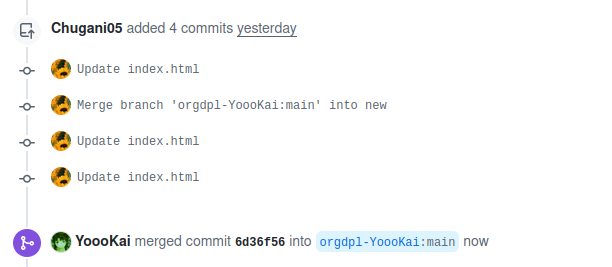 Chugani05 added 4 commits yesterday
Update index.html
Merge branch 'orgdpl-YoooKai:main' into new
Update index.html
Update index.html
YoooKai merged commit 6d36f56 into orgdpl-YoooKai:main now